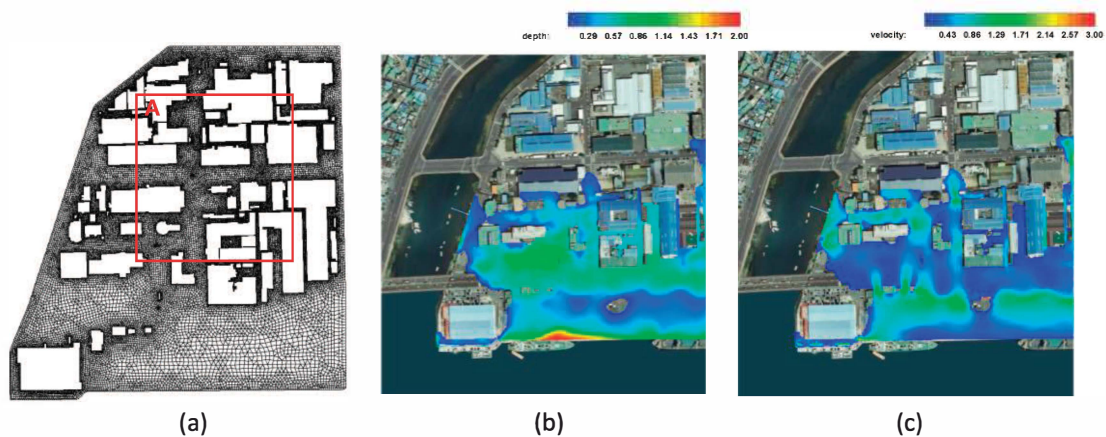 depth: 0.29 0.57 0.86 1.14 1.43 1.71 2.00
velocity: 0.43 0.86 1.29 1.71 2.14 2.57 3.00
A
(a) (b) (c)